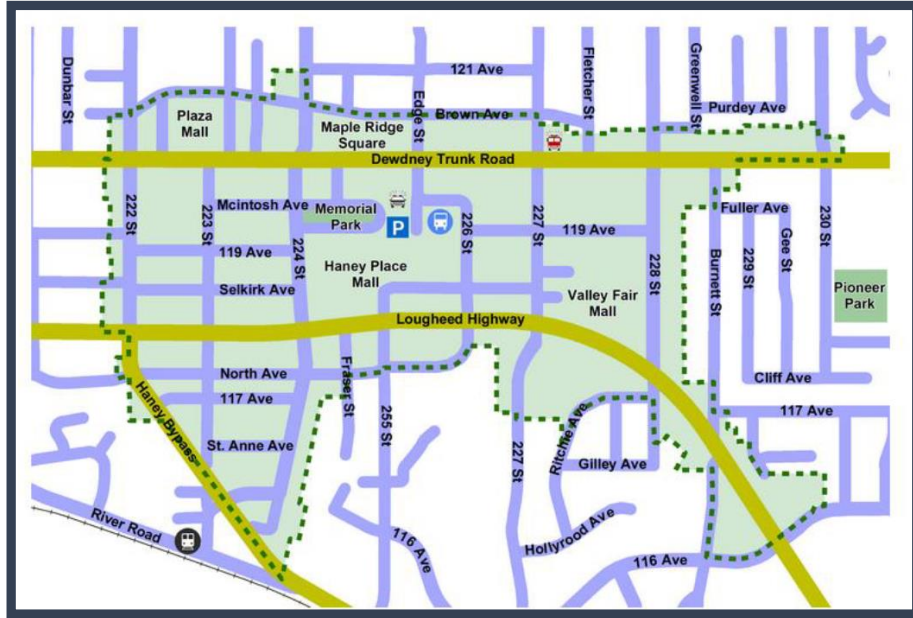 Dunbar St
121 Ave
Edge St
Fletcher St
Greenwell St
Plaza
Mall
Maple Ridge
Square
Brown Ave
Purdey Ave
Dewdney Trunk Road
222 St
223 St
Mcintosh Ave
224 St
Memorial
Park
P
226 St
227 St
119 Ave
228 St
Fuller Ave
Burnett St
229 St
Gee St
230 St
119 Ave
Selkirk Ave
Haney Place
Mall
Valley Fair
Mall
Pioneer
Park
Lougheed Highway
North Ave
Fraser St
255 St
Cliff Ave
117 Ave
117 Ave
Haney Bypass
St. Anne Ave
227 St
Ritchie Ave
Gilley Ave
River Road
116 Ave
Hollyrood Ave
116 Ave